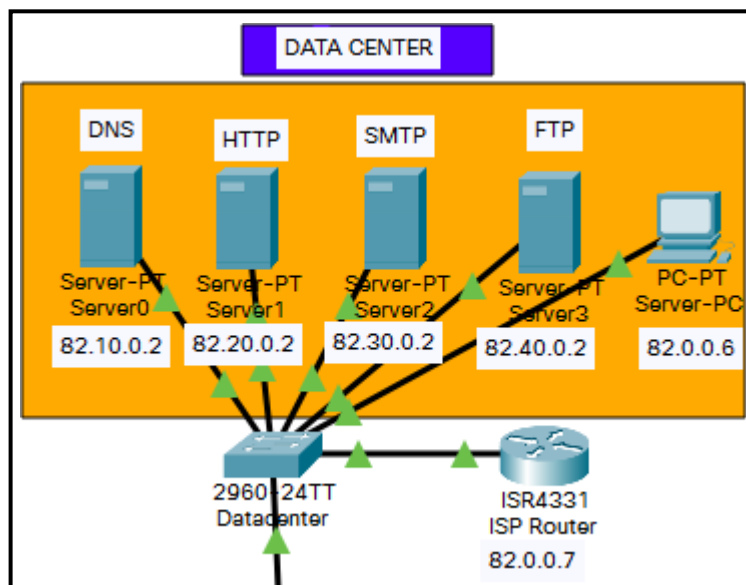 DATA CENTER
DNS
HTTP
SMTP
FTP
Server-PT
Server0
82.10.0.2
Server-PT
Server1
82.20.0.2
Server-PT
Server2
82.30.0.2
Server-PT
Server3
82.40.0.2
PC-PT
Server-PC
82.0.0.6
2960-24TT
Datacenter
ISR4331
ISP Router
82.0.0.7